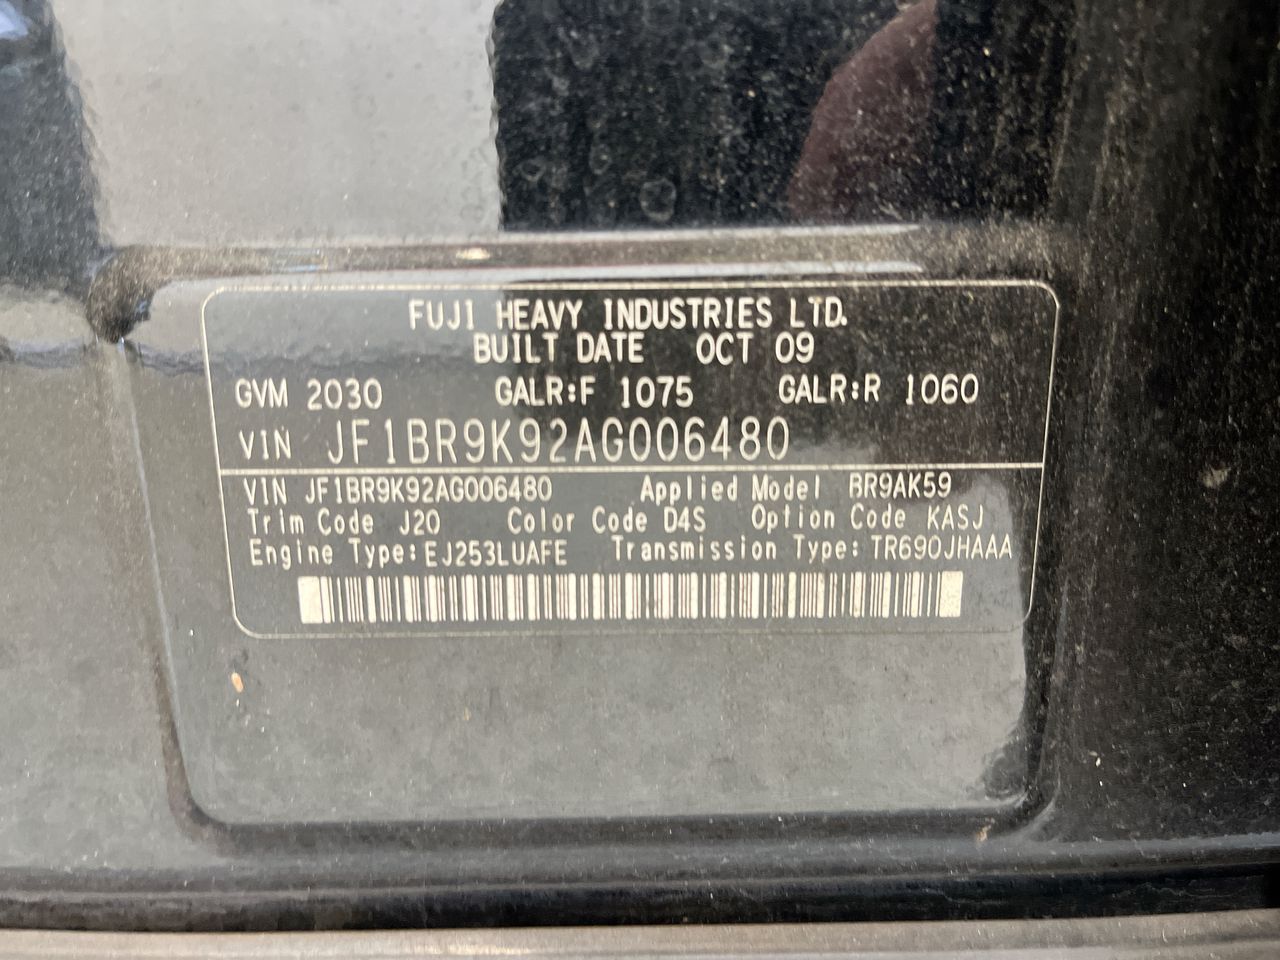 FUJI HEAVY INDUSTRIES LTD.
BUILT DATE OCT 09
GVM 2030 GALR:F 1075 GALR:R 1060
VIN JF1BR9K92AG006480
VIN JF1BR9K92AG006480 Applied Model BR9AK59
Trim Code J20 Color Code D4S Option Code KASJ
Engine Type:EJ253LUAFE Transmission Type:TR690JHAAA